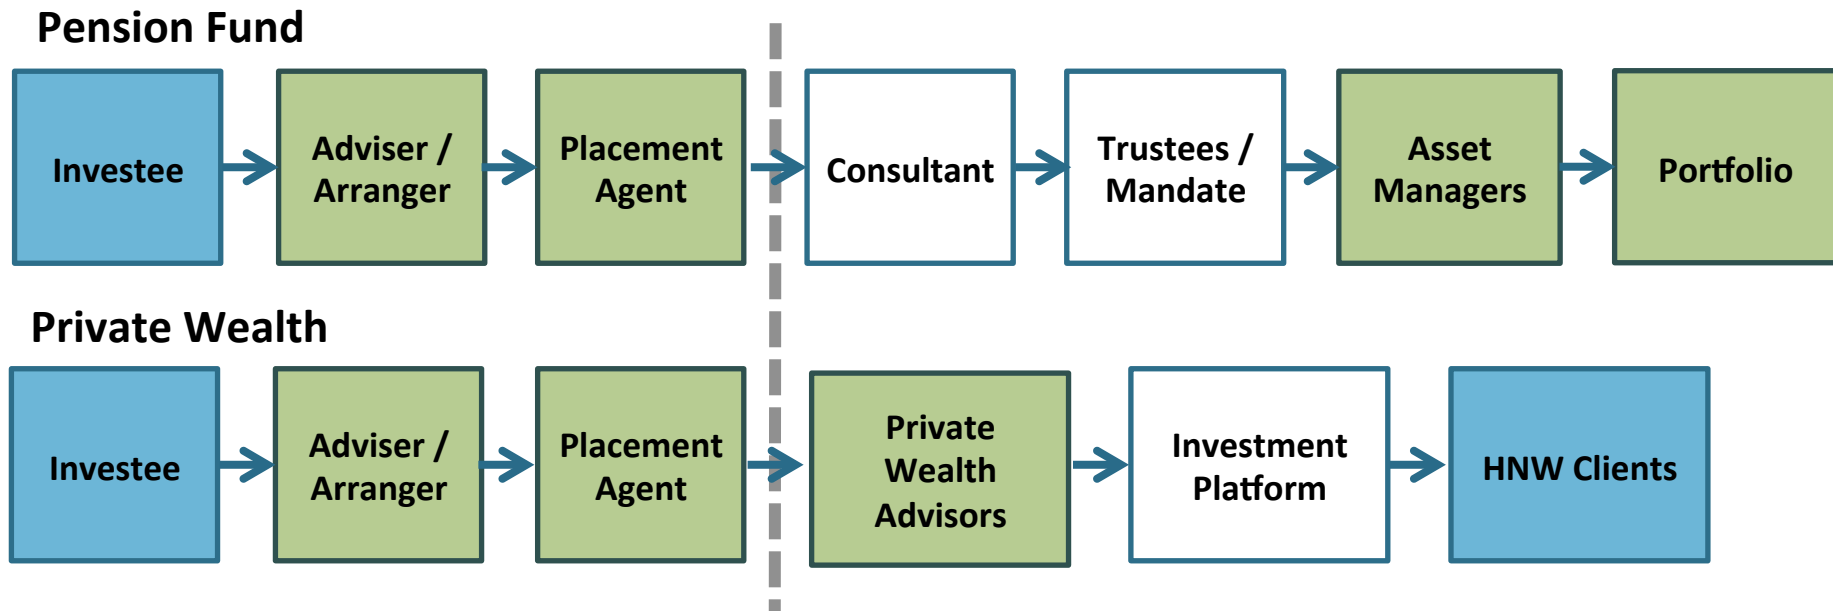 Pension Fund
Investee
Adviser /
Arranger
Placement
Agent
Consultant
Trustees /
Mandate
Asset
Managers
Portfolio
Private Wealth
Investee
Adviser /
Arranger
Placement
Agent
Private
Wealth
Advisors
Investment
Platform
HNW Clients